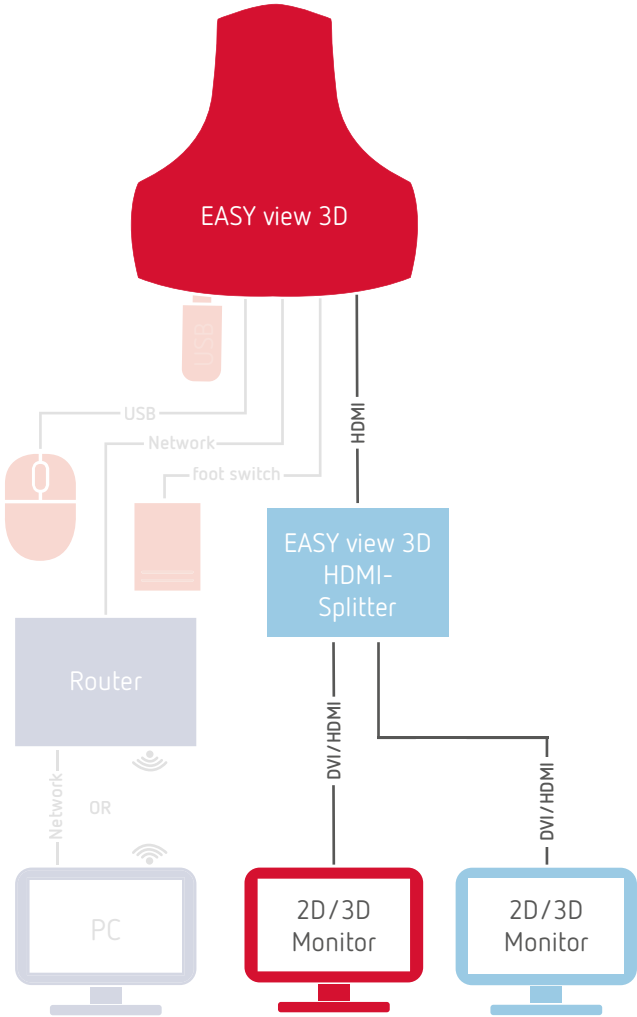 EASY view 3D
USB
USB
Network
foot switch
HDMI
EASY view 3D
HDMI-
Splitter
Router
Network
OR
DVI/HDMI
DVI/HDMI
PC
2D/3D
Monitor
2D/3D
Monitor